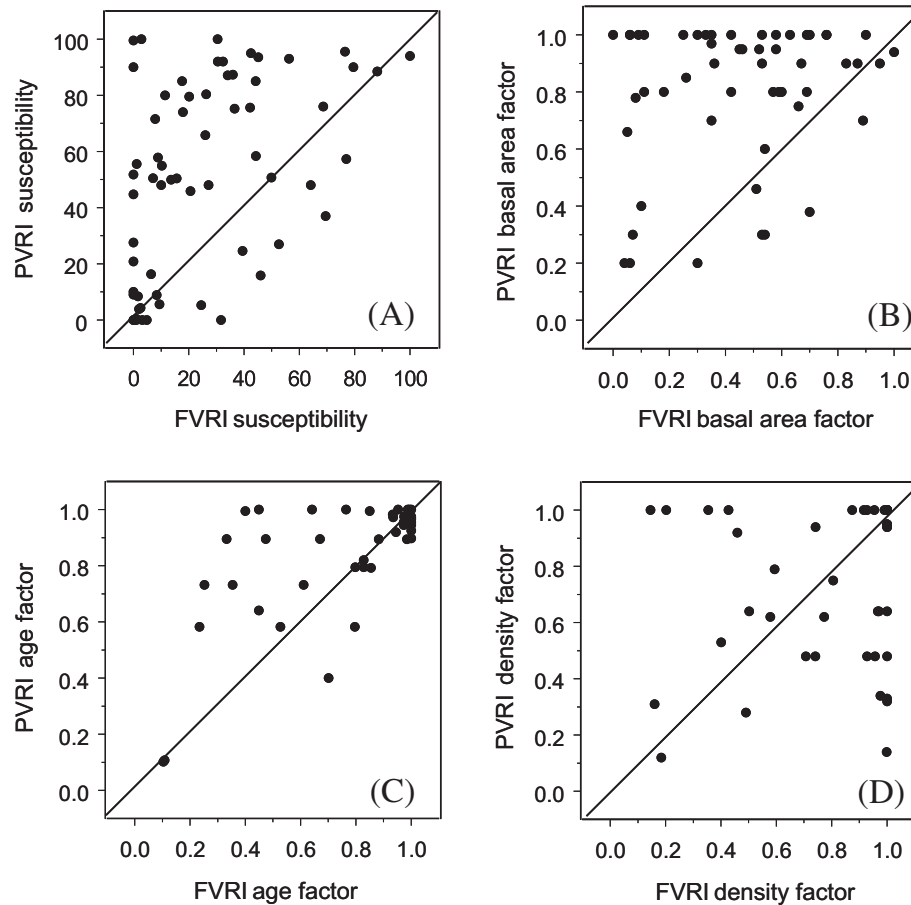 100
80
60
40
20
0
PVRI susceptibility
(A)
0 20 40 60 80 100
FVRI susceptibility
1.0
0.8
0.6
0.4
0.2
0.0
PVRI basal area factor
(B)
0.0 0.2 0.4 0.6 0.8 1.0
FVRI basal area factor
1.0
0.8
0.6
0.4
0.2
0.0
PVRI age factor
(C)
0.0 0.2 0.4 0.6 0.8 1.0
FVRI age factor
1.0
0.8
0.6
0.4
0.2
0.0
PVRI density factor
(D)
0.0 0.2 0.4 0.6 0.8 1.0
FVRI density factor